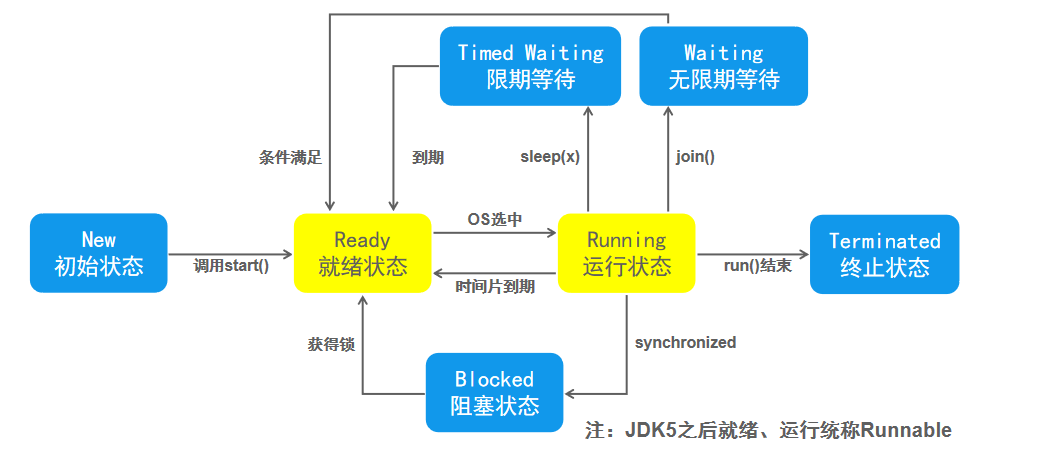 Timed Waiting
限期等待
Waiting
无限期等待
条件满足
到期
sleep(x)
join()
New
初始状态
调用start()
Ready
就绪状态
OS选中
时间片到期
Running
运行状态
run()结束
Terminated
终止状态
获得锁
synchronized
Blocked
阻塞状态
注：JDK5之后就绪、运行统称Runnable